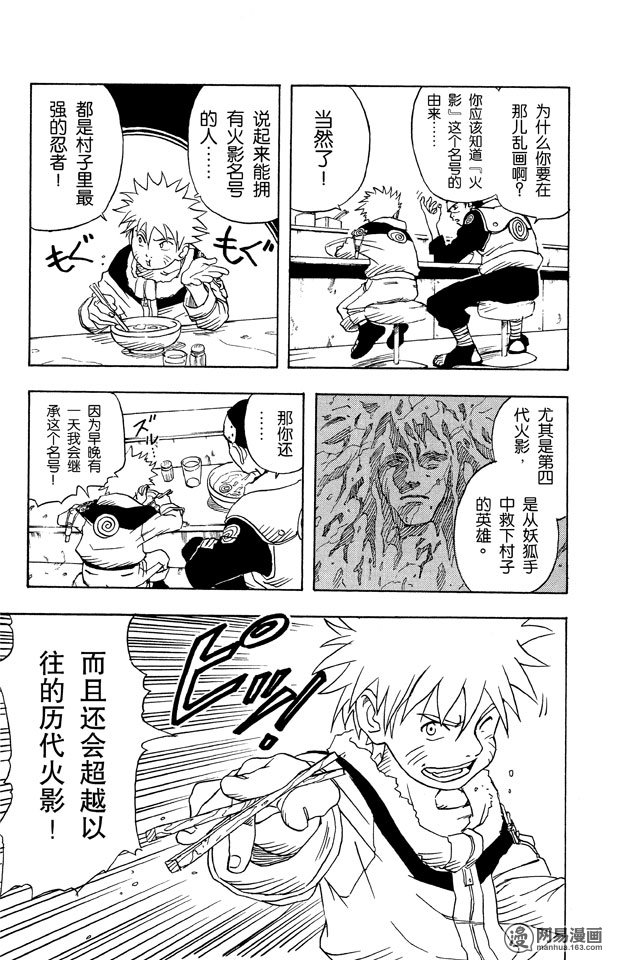 为什么你要在
那儿乱画啊？
你应该知道『火
影』这个名号的
由来……
当然了！
说起来能拥
有火影名号
的人……
都是村子里最
强的忍者！
もぐ
もぐ
尤其是第四
代火影，
是从妖狐手
中救下村子
的英雄。
那你还
……
因为早晚有
一天我会继
承这个名号！
ズズ
而且还会超越以
往的历代火影！
ピッ！
网易漫画
manhua.163.com